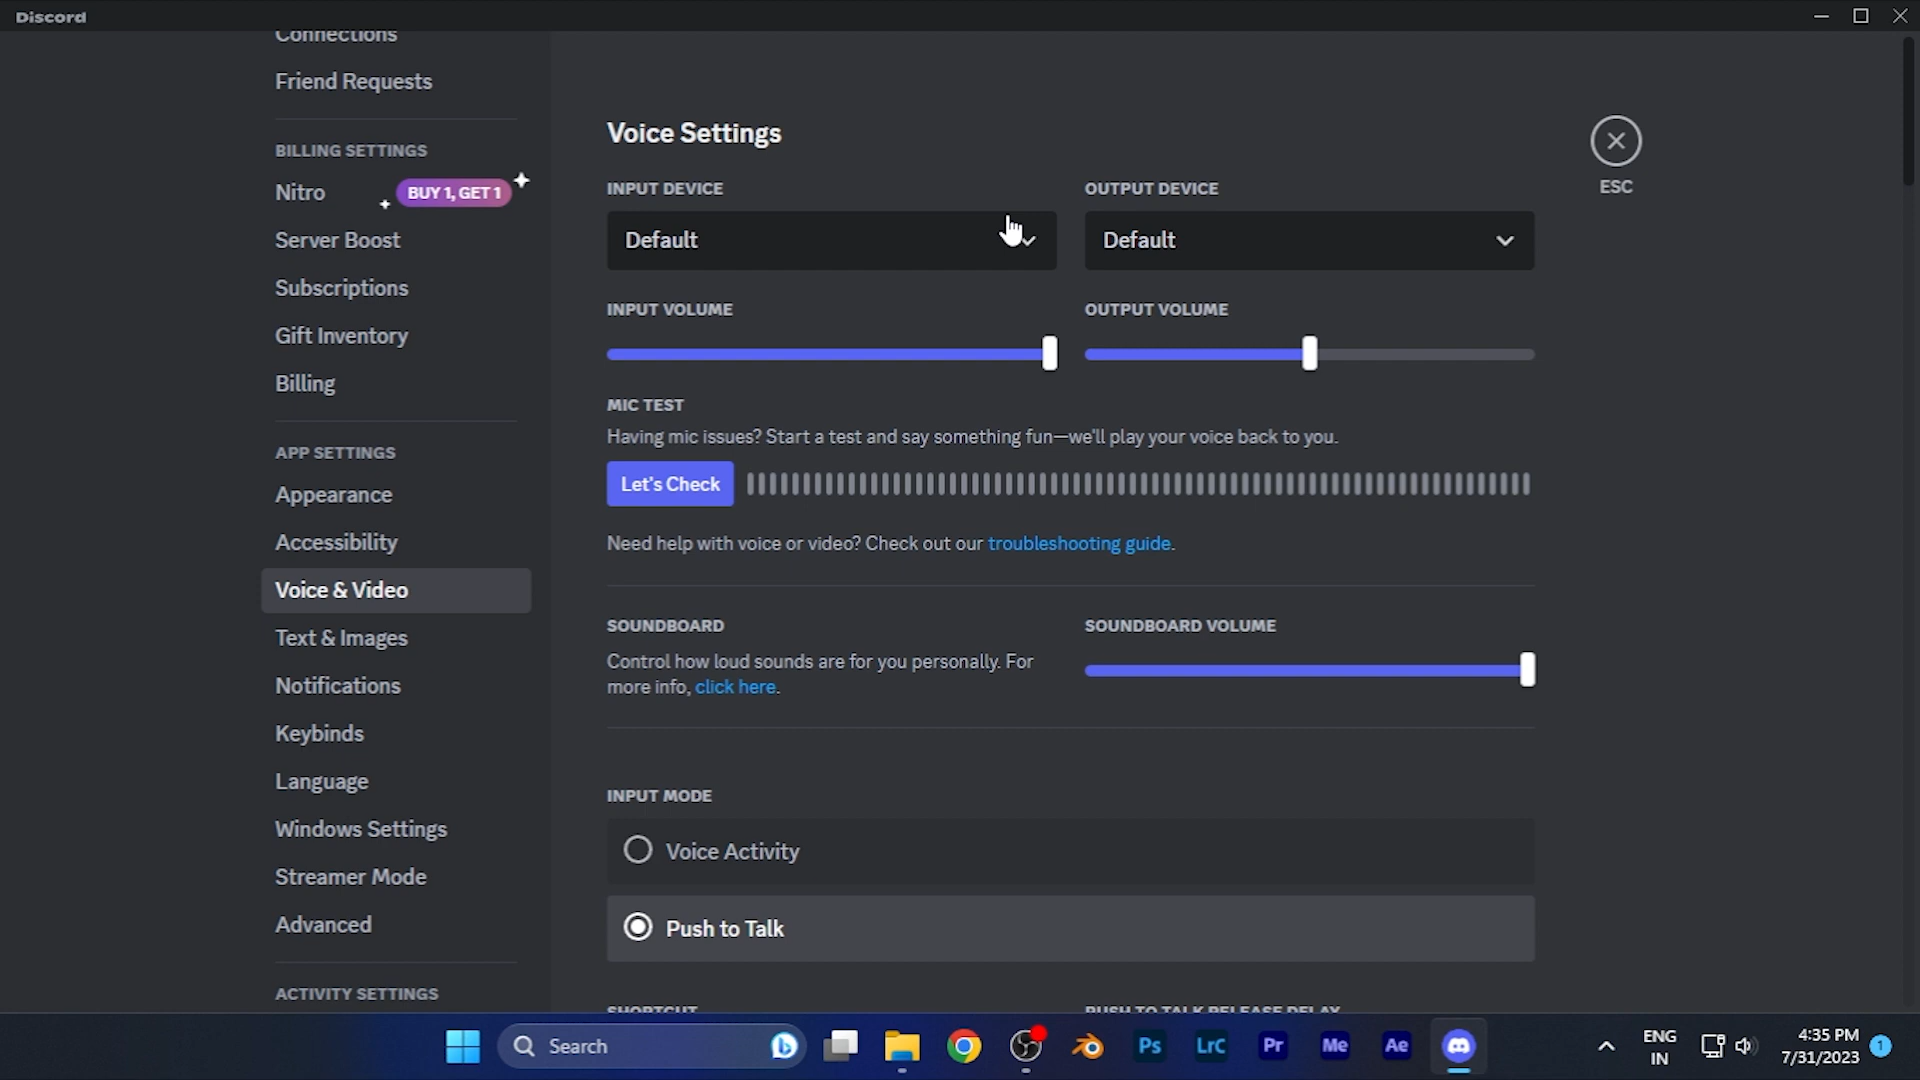 Discord
Connections
Friend Requests
BILLING SETTINGS
Nitro
BUY 1, GET 1
Server Boost
Subscriptions
Gift Inventory
Billing
APP SETTINGS
Appearance
Accessibility
Voice & Video
Text & Images
Notifications
Keybinds
Language
Windows Settings
Streamer Mode
Advanced
ACTIVITY SETTINGS
Voice Settings
INPUT DEVICE
Default
OUTPUT DEVICE
Default
ESC
INPUT VOLUME
OUTPUT VOLUME
MIC TEST
Having mic issues? Start a test and say something fun—we'll play your voice back to you.
Let's Check
Need help with voice or video? Check out our troubleshooting guide.
SOUNDBOARD
Control how loud sounds are for you personally. For
more info, click here.
SOUNDBOARD VOLUME
INPUT MODE
Voice Activity
Push to Talk
SHORTCUT
PUSH TO TALK RELEASE DELAY
Search
Ps
LrC
Pr
Me
Ae
ENG
IN
4:35 PM
7/31/2023
1